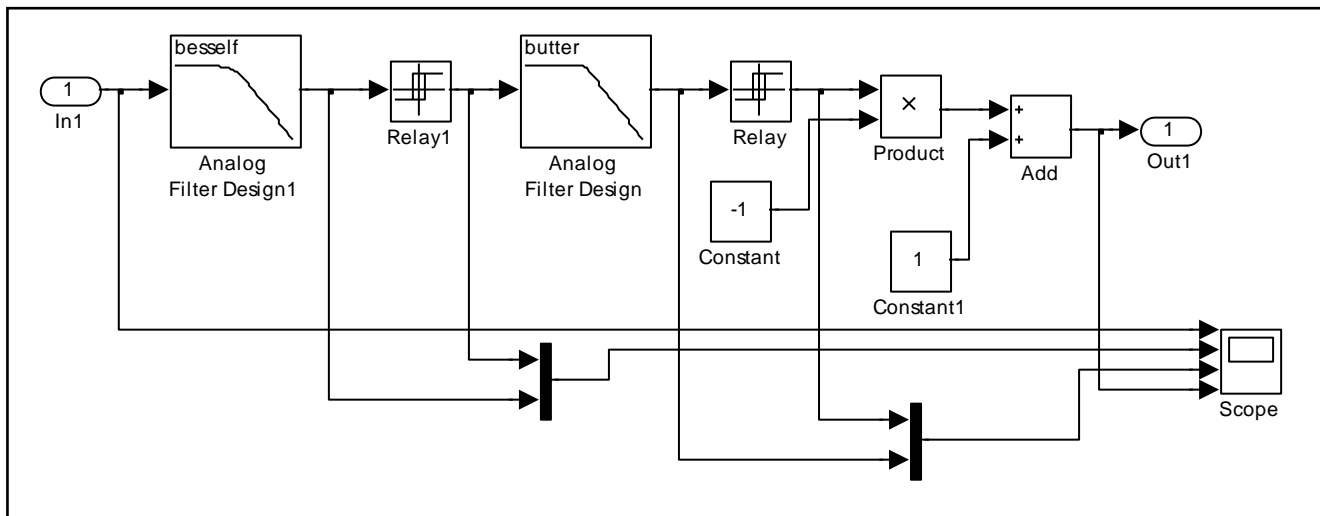 besself
butter
1
In1
Relay1
Relay
×
Product
+
+
1
Out1
Analog
Filter Design1
Analog
Filter Design
Add
-1
Constant
1
Constant1
Scope